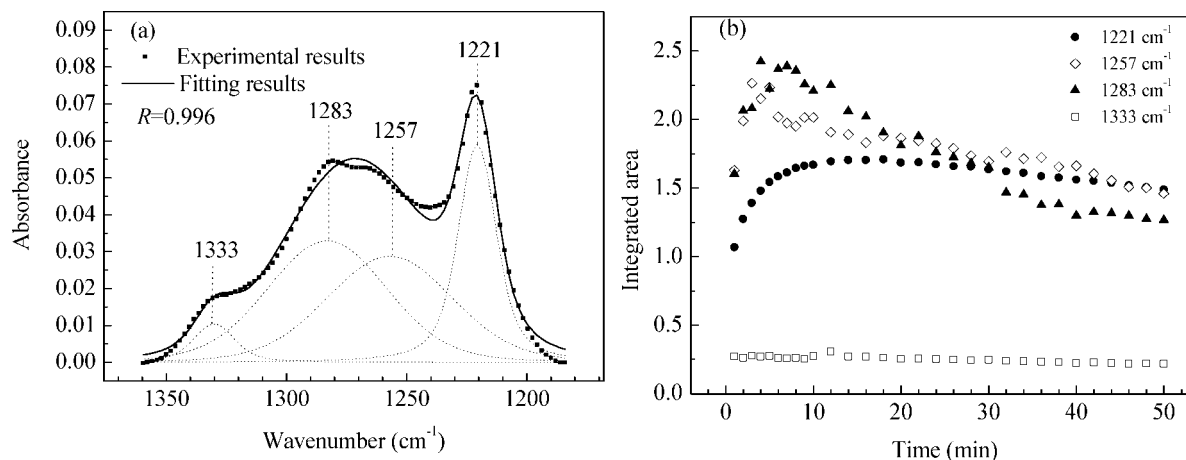 (a)
Experimental results
Fitting results
R=0.996
1333
1283
1257
1221
0.09
0.08
0.07
0.06
0.05
0.04
0.03
0.02
0.01
0.00
Absorbance
1350 1300 1250 1200
Wavenumber (cm⁻¹)
(b)
1221 cm⁻¹
1257 cm⁻¹
1283 cm⁻¹
1333 cm⁻¹
2.5
2.0
1.5
1.0
0.5
0.0
Integrated area
0 10 20 30 40 50
Time (min)